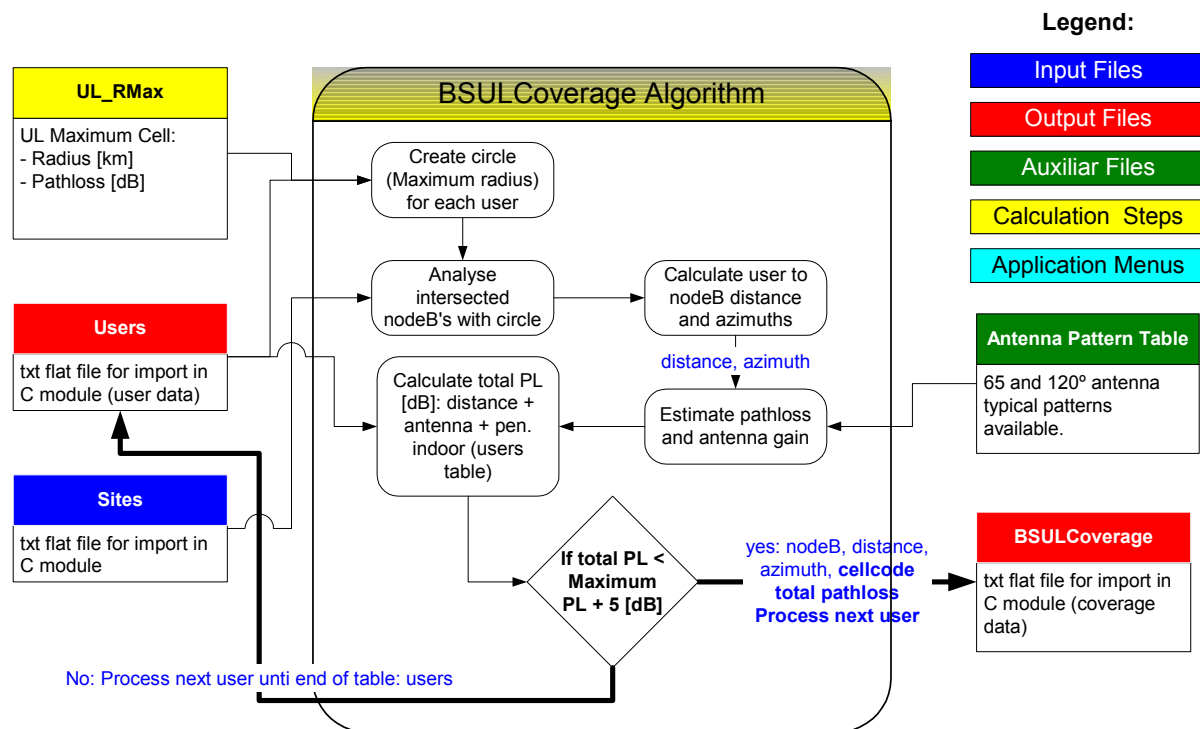 Legend:
Input Files
Output Files
Auxiliar Files
Calculation Steps
Application Menus
UL_RMax
UL Maximum Cell:
- Radius [km]
- Pathloss [dB]
BSULCoverage Algorithm
Create circle
(Maximum radius)
for each user
Analyse
intersected
nodeB's with circle
Calculate user to
nodeB distance
and azimuths
distance, azimuth
Users
txt flat file for import in
C module (user data)
Calculate total PL
[dB]: distance +
antenna + pen.
indoor (users
table)
Estimate pathloss
and antenna gain
Antenna Pattern Table
65 and 120º antenna
typical patterns
available.
Sites
txt flat file for import in
C module
If total PL <
Maximum
PL + 5 [dB]
yes: nodeB, distance,
azimuth, cellcode
total pathloss
Process next user
BSULCoverage
txt flat file for import in
C module (coverage
data)
No: Process next user unti end of table: users